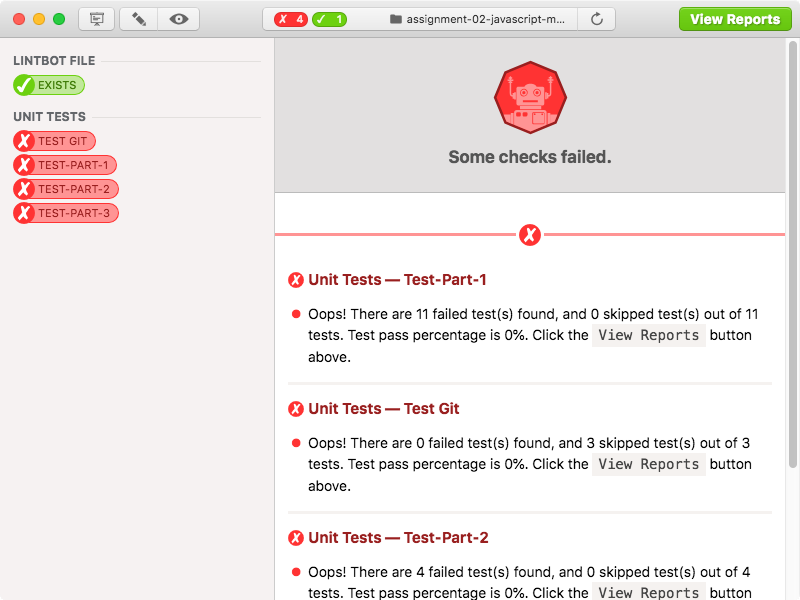 ✗ 4 ✓ 1 assignment-02-javascript-m... View Reports
LINTBOT FILE
EXISTS
UNIT TESTS
TEST GIT
TEST-PART-1
TEST-PART-2
TEST-PART-3
Some checks failed.
Unit Tests — Test-Part-1
Oops! There are 11 failed test(s) found, and 0 skipped test(s) out of 11
tests. Test pass percentage is 0%. Click the View Reports button
above.
Unit Tests — Test Git
Oops! There are 0 failed test(s) found, and 3 skipped test(s) out of 3
tests. Test pass percentage is 0%. Click the View Reports button
above.
Unit Tests — Test-Part-2
Oops! There are 4 failed test(s) found, and 0 skipped test(s) out of 4
tests. Test pass percentage is 0%. Click the View Reports button